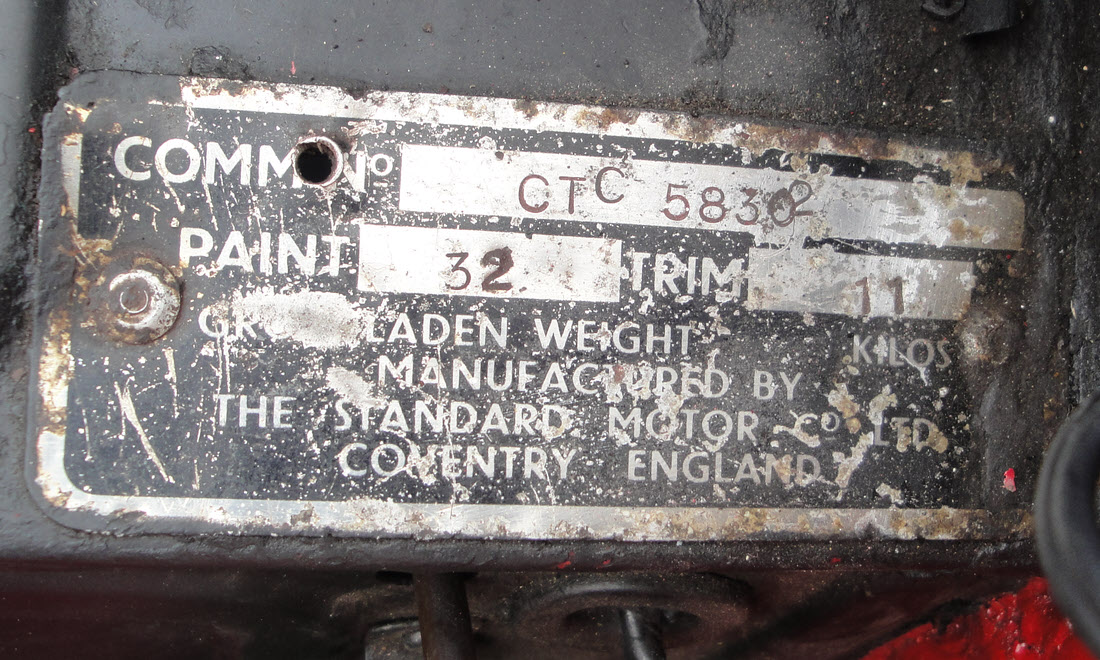 COMM No CTC 58302
PAINT 32 TRIM 11
LADEN WEIGHT KILOS
MANUFACTURED BY
THE STANDARD MOTOR Co LTD
COVENTRY ENGLAND